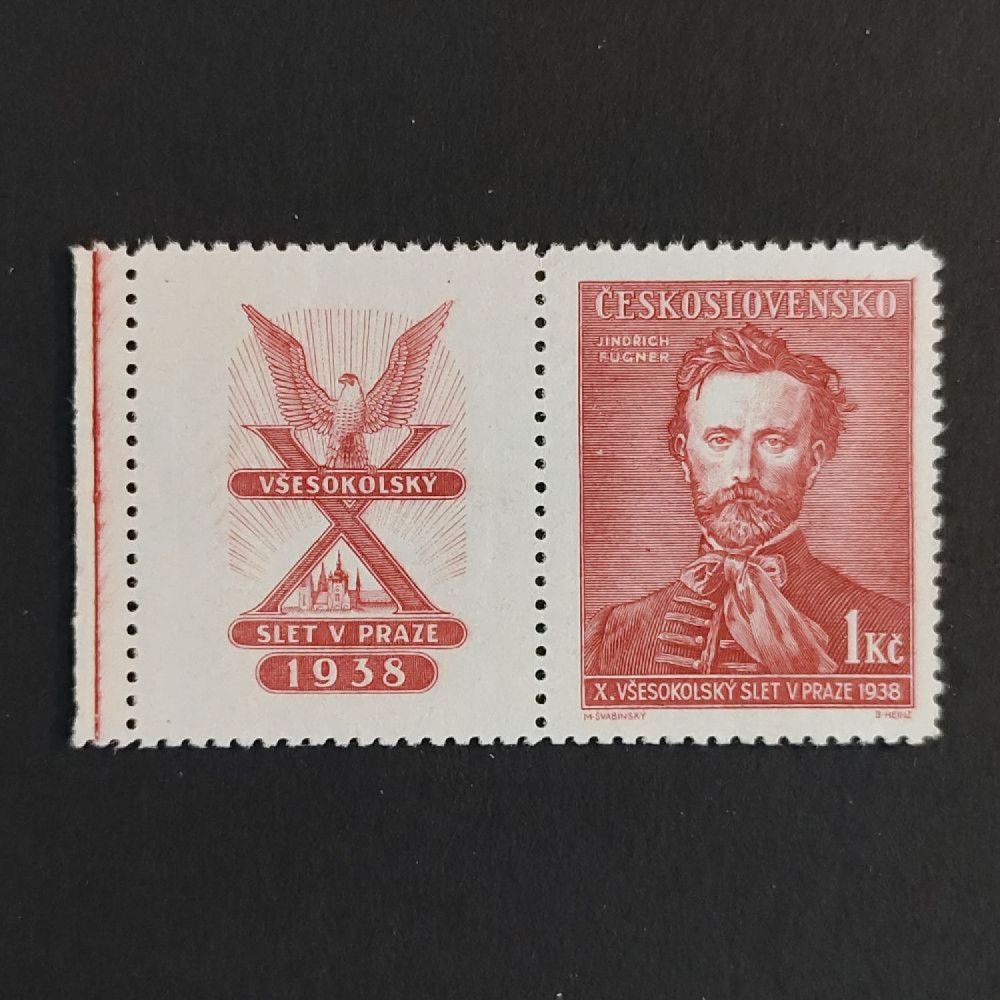 VŠESOKOLSKÝ
X
SLET V PRAZE
1938
ČESKOSLOVENSKO
JINDŘICH
FÜGNER
1Kč
X. VŠESOKOLSKÝ SLET V PRAZE 1938
M·ŠVABINSKÝ
B·HEINZ